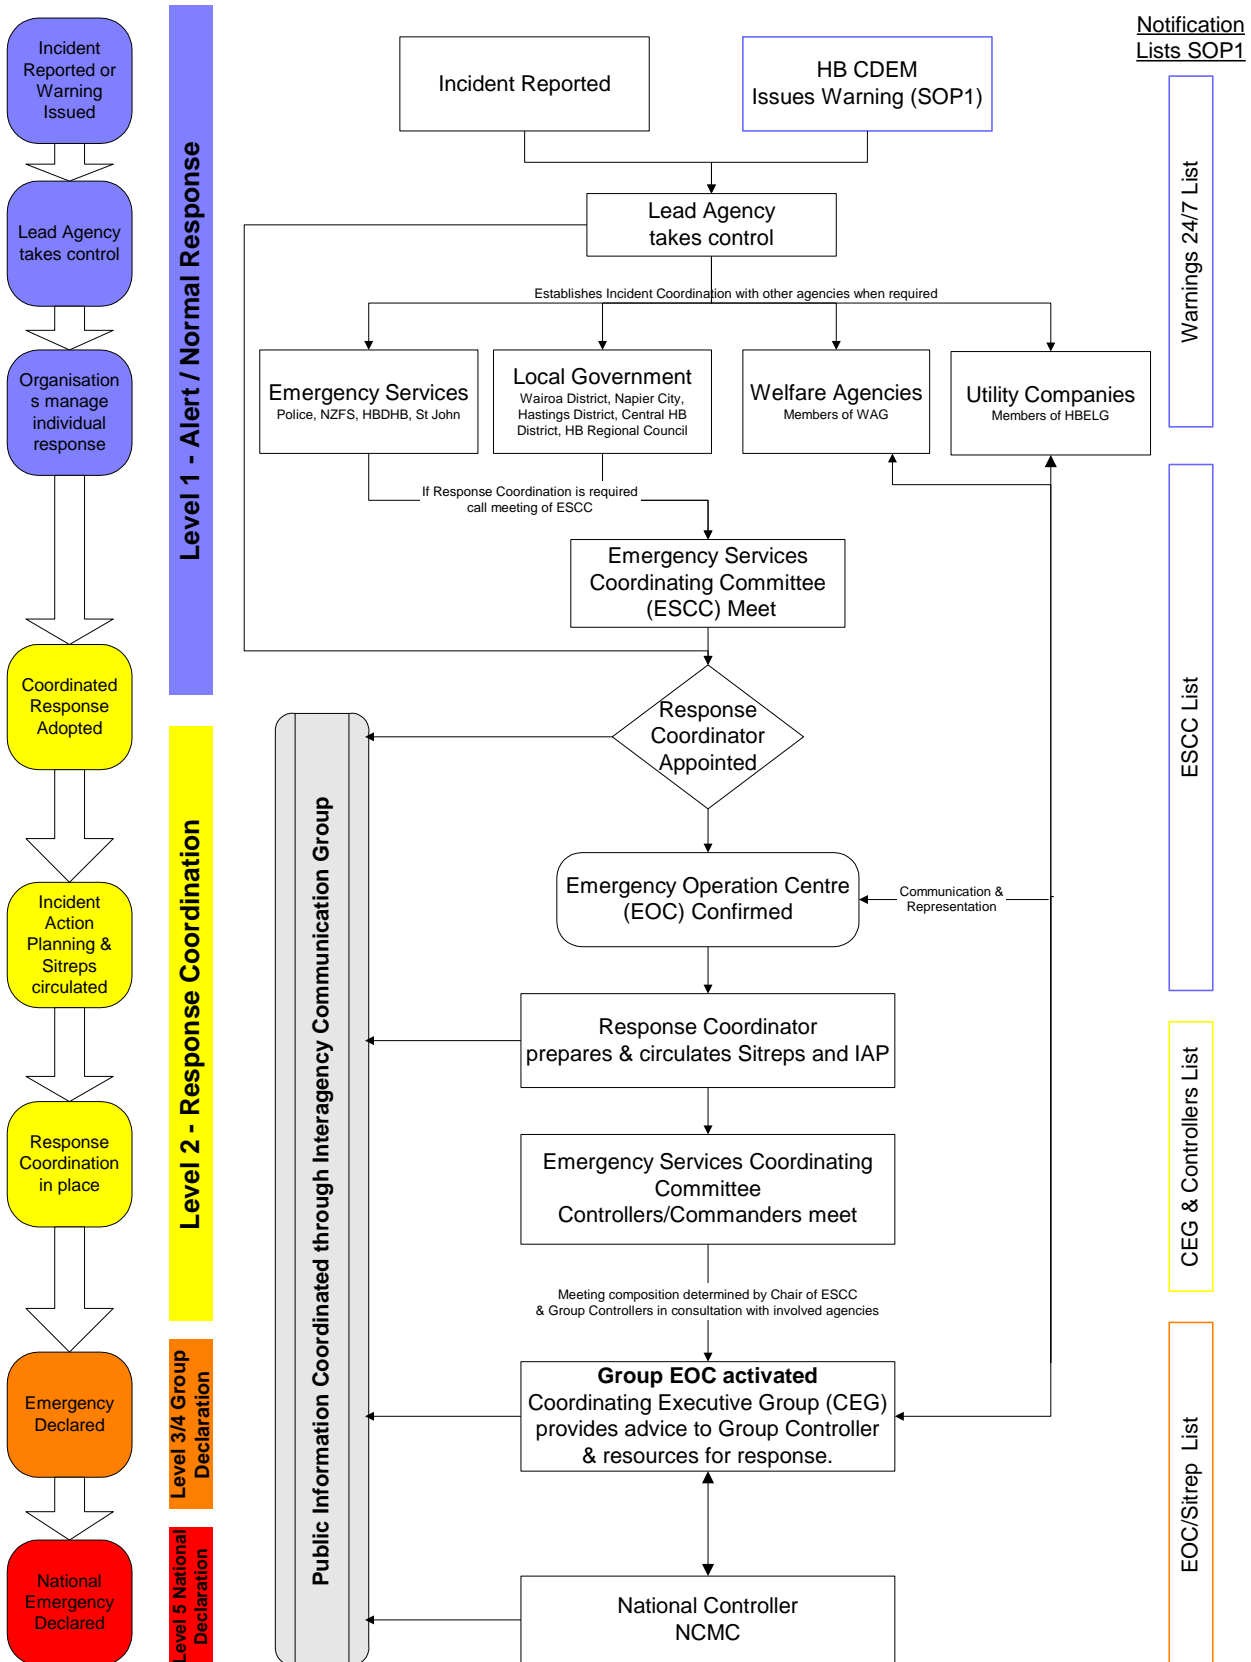 Incident
Reported or
Warning
Issued
Lead Agency
takes control
Organisation
s manage
individual
response
Coordinated
Response
Adopted
Incident
Action
Planning &
Sitreps
circulated
Response
Coordination
in place
Emergency
Declared
National
Emergency
Declared
Level 1 - Alert / Normal Response
Level 2 - Response Coordination
Level 3/4 Group
Declaration
Level 5 National
Declaration
Incident Reported
HB CDEM
Issues Warning (SOP1)
Lead Agency
takes control
Establishes Incident Coordination with other agencies when required
Emergency Services
Police, NZFS, HBDHB, St John
Local Government
Wairoa District, Napier City,
Hastings District, Central HB
District, HB Regional Council
Welfare Agencies
Members of WAG
Utility Companies
Members of HBELG
If Response Coordination is required
call meeting of ESCC
Emergency Services
Coordinating Committee
(ESCC) Meet
Response
Coordinator
Appointed
Emergency Operation Centre
(EOC) Confirmed
Communication &
Representation
Response Coordinator
prepares & circulates Sitreps and IAP
Emergency Services Coordinating
Committee
Controllers/Commanders meet
Meeting composition determined by Chair of ESCC
& Group Controllers in consultation with involved agencies
Group EOC activated
Coordinating Executive Group (CEG)
provides advice to Group Controller
& resources for response.
National Controller
NCMC
Public Information Coordinated through Interagency Communication Group
Notification
Lists SOP1
Warnings 24/7 List
ESCC List
CEG & Controllers List
EOC/Sitrep List